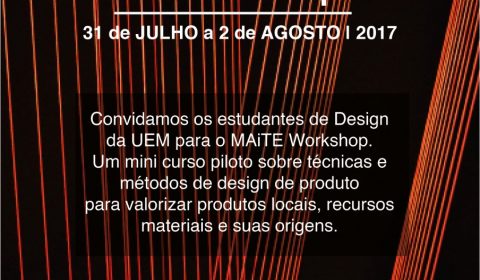 31 de JULHO a 2 de AGOSTO l 2017
Convidamos os estudantes de Design
da UEM para o MAiTE Workshop.
Um mini curso piloto sobre técnicas e
métodos de design de produto
para valorizar produtos locais, recursos
materiais e suas origens.